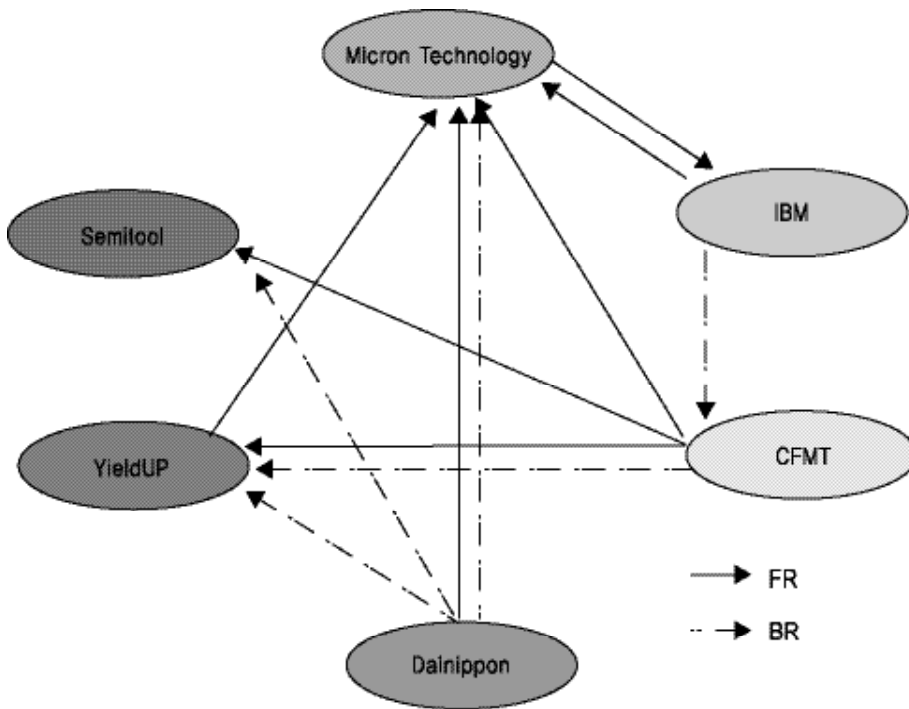 Micron Technology
IBM
Semitool
CFMT
YieldUP
FR
BR
Dainippon